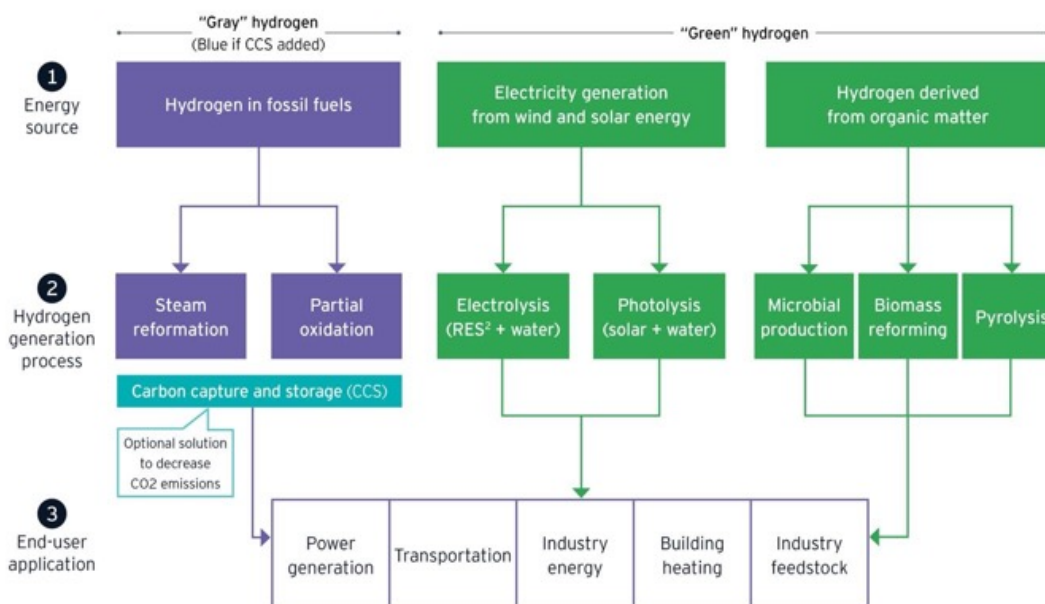 “Gray” hydrogen
(Blue if CCS added)
“Green” hydrogen
1
Energy
source
Hydrogen in fossil fuels
Electricity generation
from wind and solar energy
Hydrogen derived
from organic matter
2
Hydrogen
generation
process
Steam
reformation
Partial
oxidation
Electrolysis
(RES² + water)
Photolysis
(solar + water)
Microbial
production
Biomass
reforming
Pyrolysis
Carbon capture and storage (CCS)
Optional solution
to decrease
CO2 emissions
3
End-user
application
Power
generation
Transportation
Industry
energy
Building
heating
Industry
feedstock